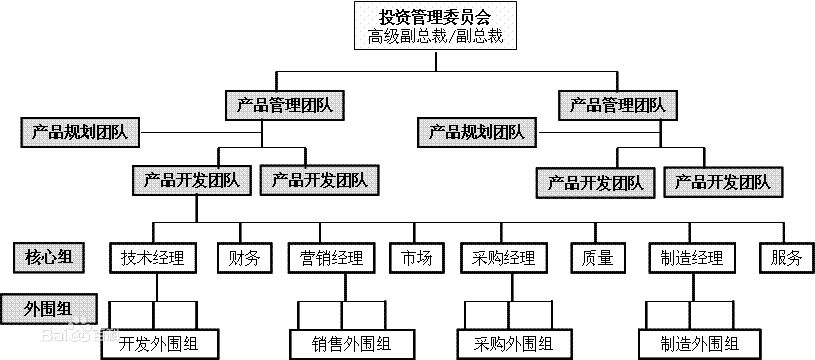 投资管理委员会
高级副总裁/副总裁
产品管理团队
产品管理团队
产品规划团队
产品规划团队
产品开发团队
产品开发团队
产品开发团队
产品开发团队
核心组
技术经理
财务
营销经理
市场
采购经理
质量
制造经理
服务
外围组
开发外围组
销售外围组
采购外围组
制造外围组
Bai百科